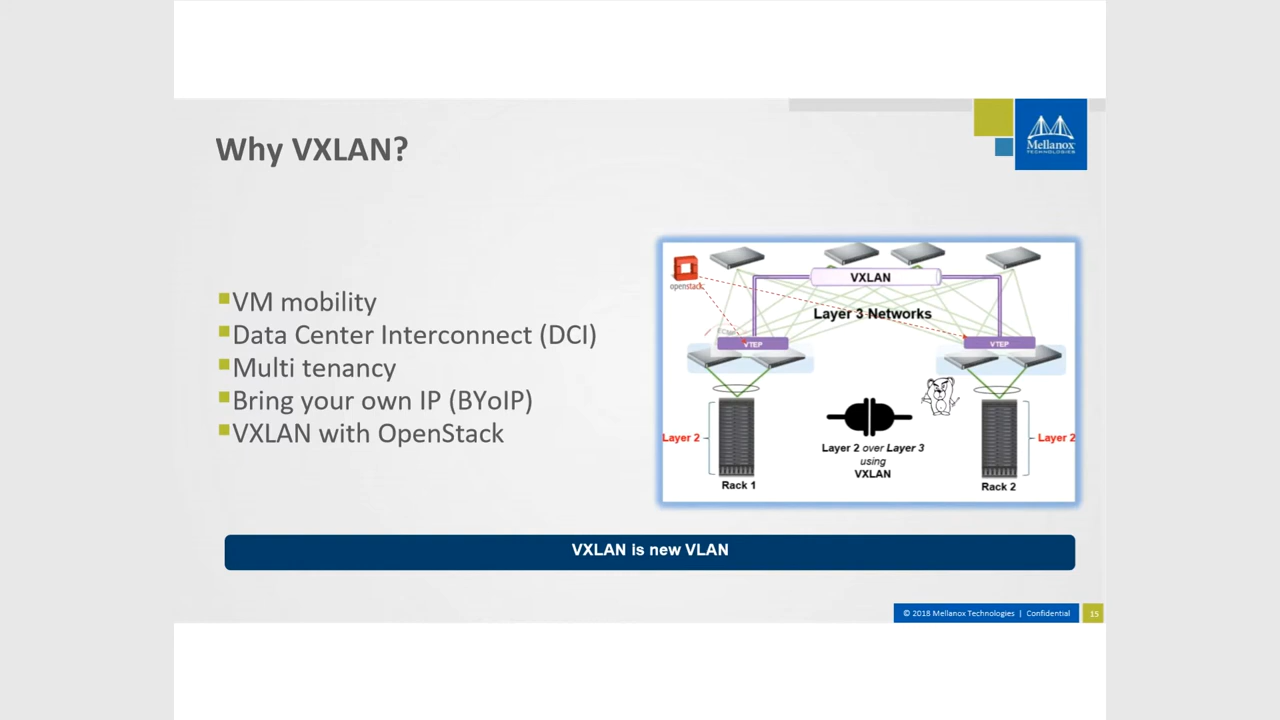 Why VXLAN?
Mellanox
TECHNOLOGIES
VM mobility
Data Center Interconnect (DCI)
Multi tenancy
Bring your own IP (BYoIP)
VXLAN with OpenStack
openstack
VXLAN
Layer 3 Networks
VTEP
VTEP
Layer 2
Layer 2 over Layer 3
using
VXLAN
Layer 2
Rack 1
Rack 2
VXLAN is new VLAN
© 2018 Mellanox Technologies | Confidential
15